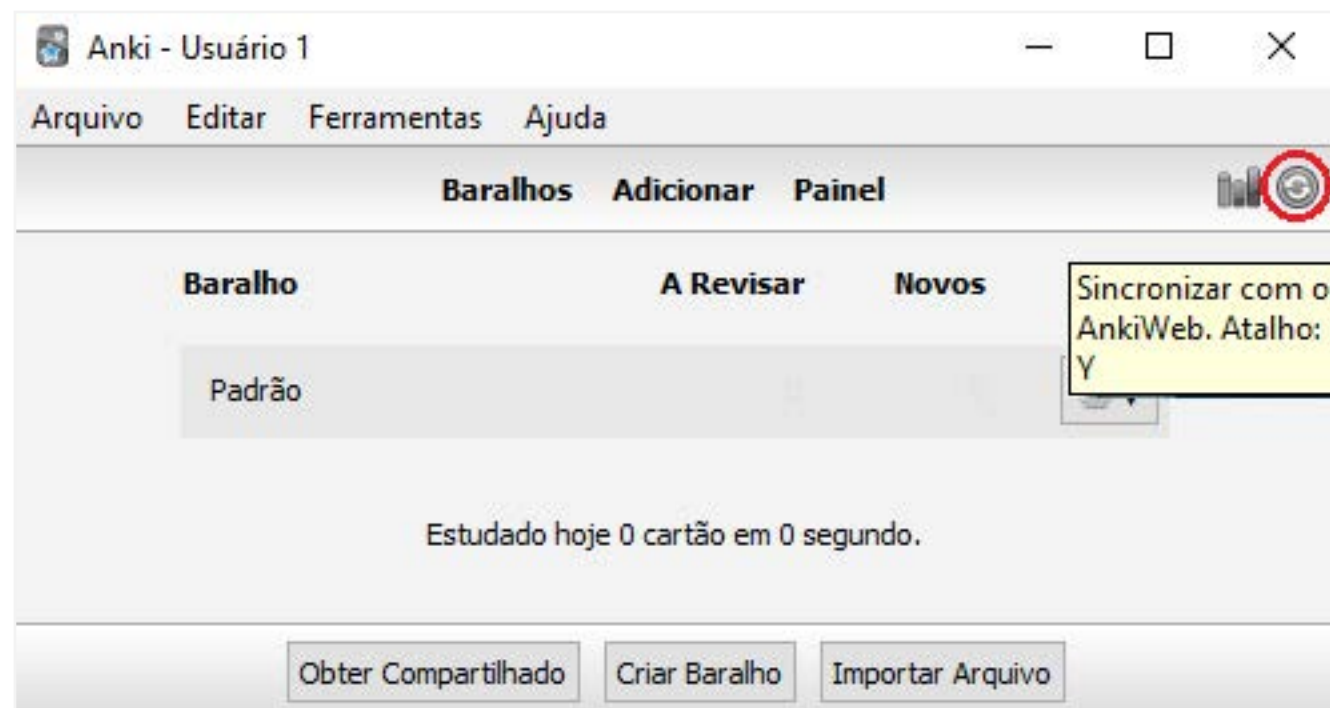 Anki - Usuário 1
Arquivo Editar Ferramentas Ajuda
Baralhos Adicionar Painel
Baralho A Revisar Novos
Sincronizar com o
AnkiWeb. Atalho:
Y
Padrão
Estudado hoje 0 cartão em 0 segundo.
Obter Compartilhado Criar Baralho Importar Arquivo